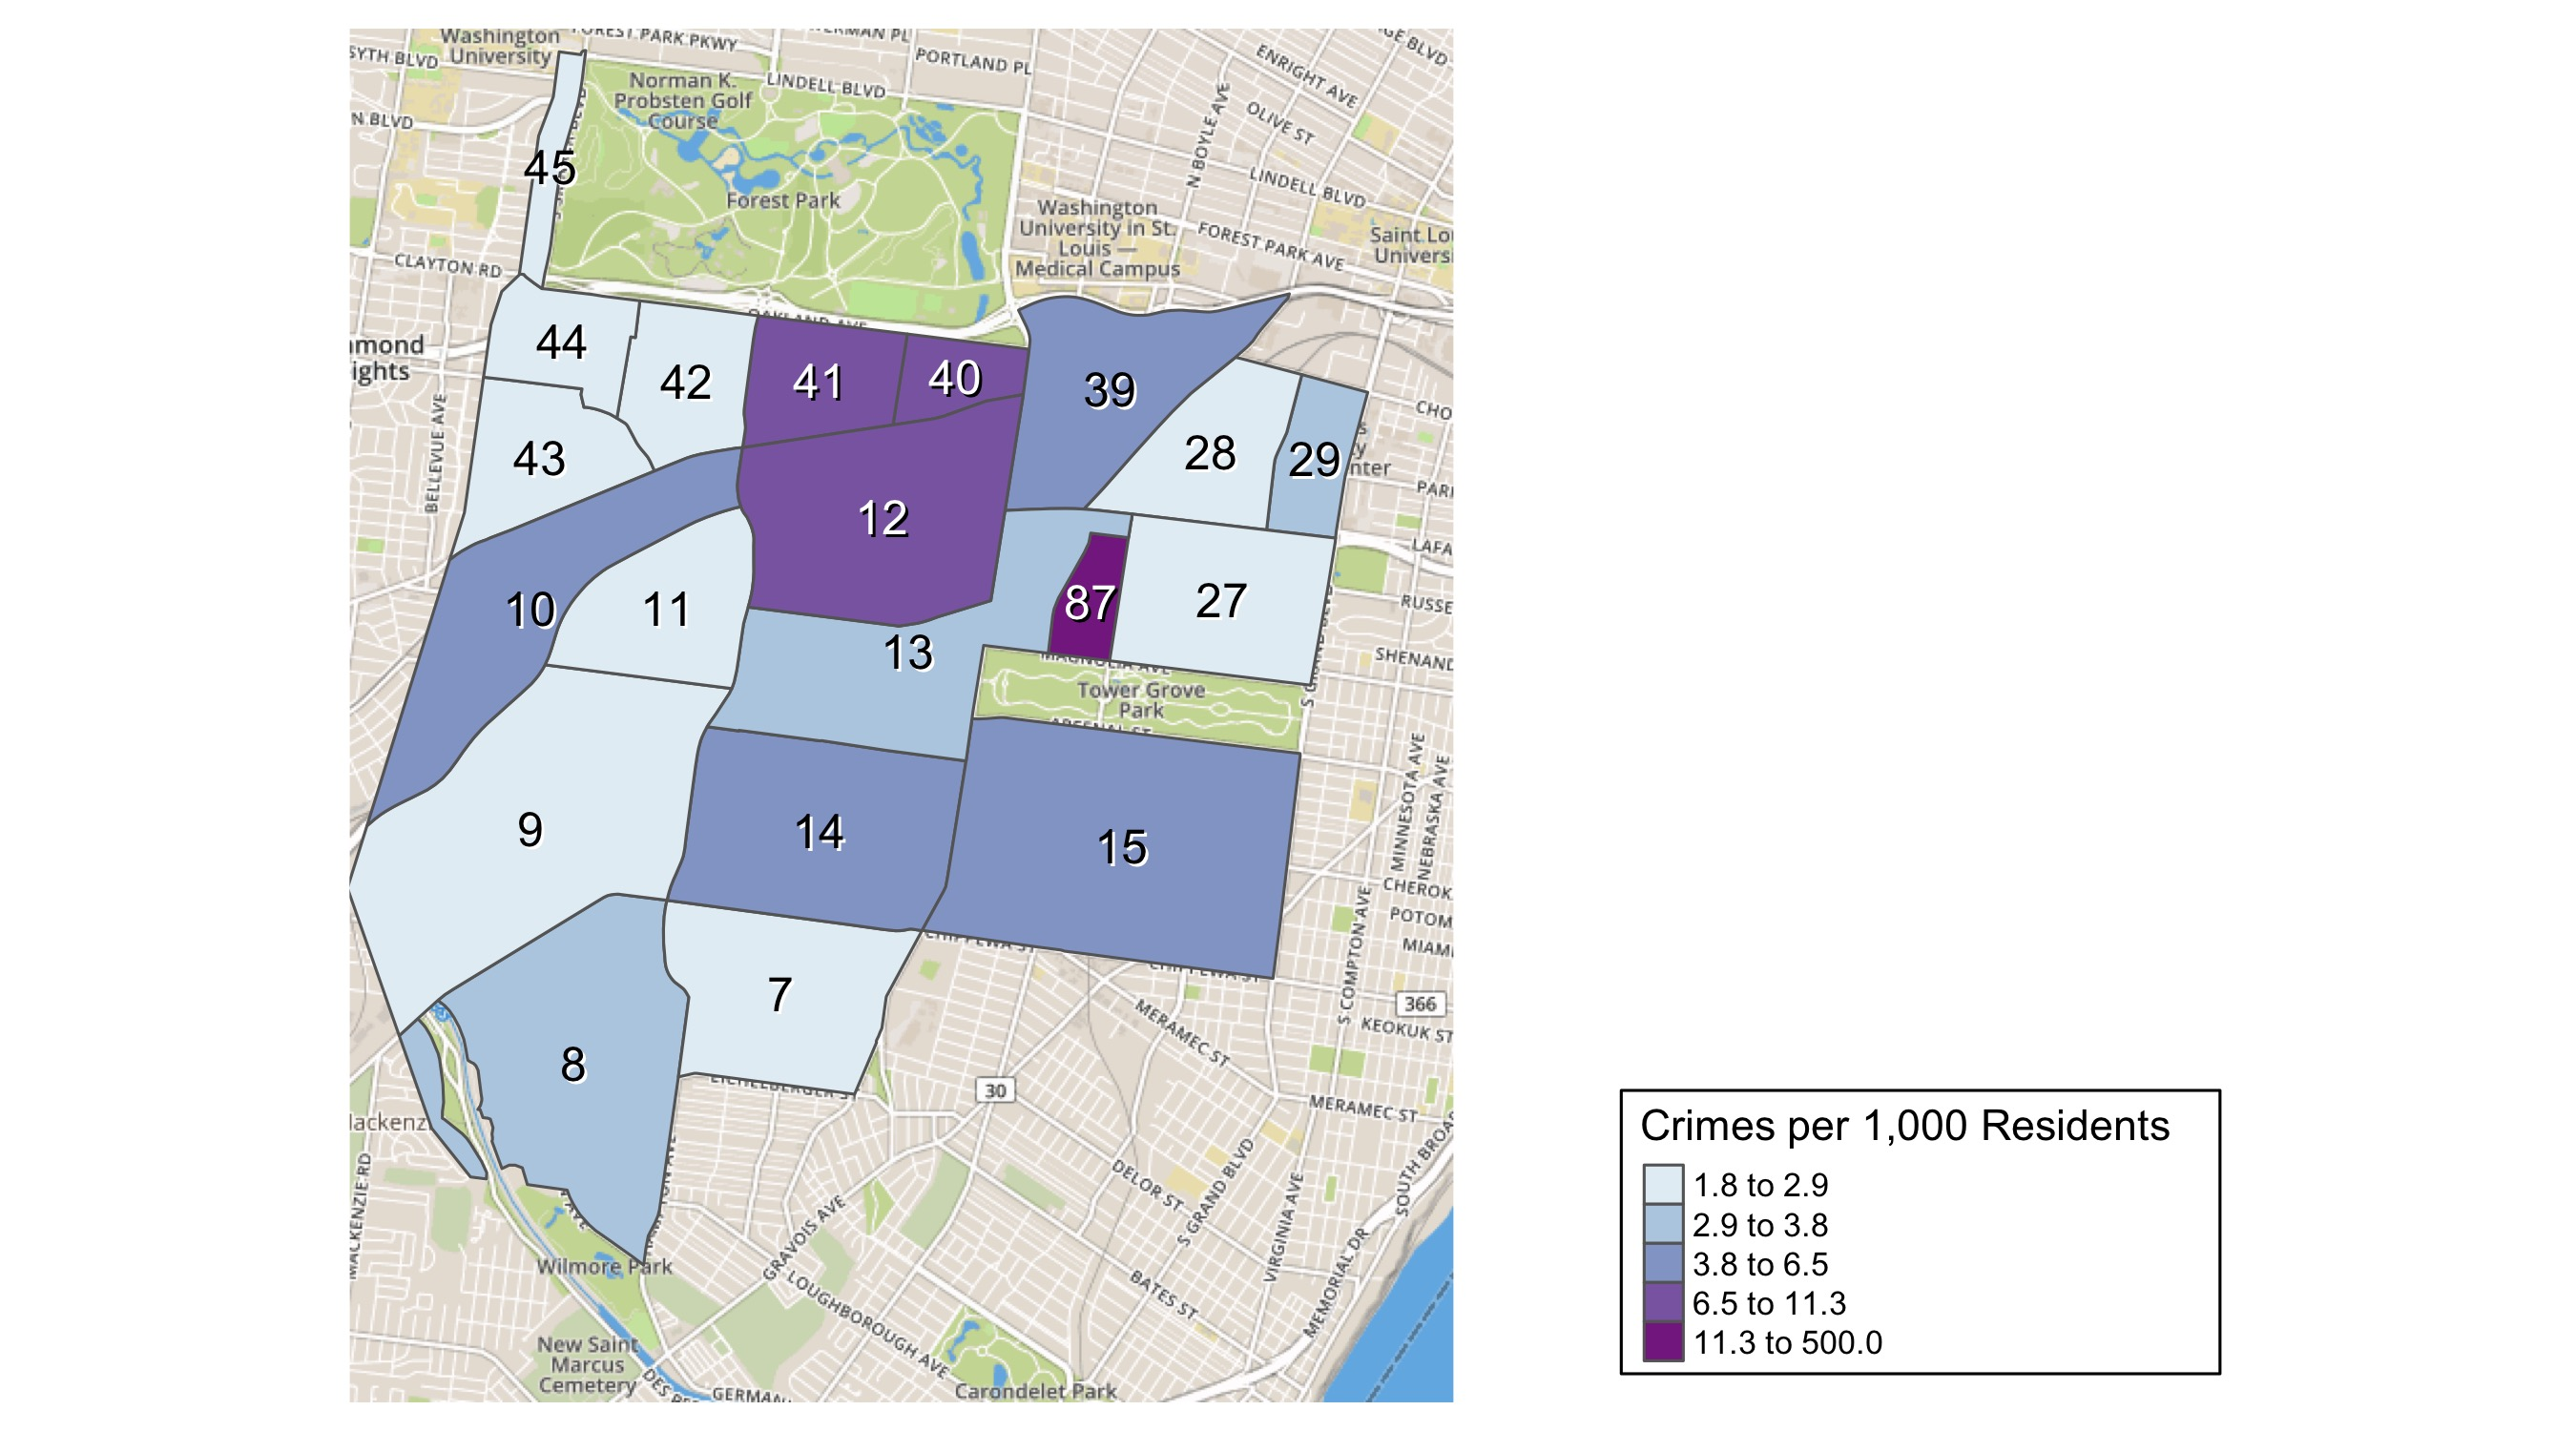 Washington
University
FOREST PARK PKWY
PORTLAND PL
ENRIGHT AVE
OLIVE ST
LINDELL BLVD
Norman K.
Probsten Golf
Course
N BOYLE AVE
LINDELL BLVD
45
Forest Park
Washington
University in St.
Louis —
Medical Campus
FOREST PARK AVE
CLAYTON RD
OAKLAND AVE
44
42
41
40
39
28
29
43
BELLEVUE AVE
12
10
11
87
27
13
Tower Grove
Park
9
14
15
MINNESOTA AVE
NEBRASKA AVE
S COMPTON AVE
7
8
366
KEOKUK ST
MERAMEC ST
30
MERAMEC ST
MACKENZIE RD
DELOR ST
S GRAND BLVD
VIRGINIA AVE
GRAVOIS AVE
Wilmore Park
LOUGHBOROUGH AVE
BATES ST
MEMORIAL DR
New Saint
Marcus
Cemetery
Carondelet Park
Crimes per 1,000 Residents
1.8 to 2.9
2.9 to 3.8
3.8 to 6.5
6.5 to 11.3
11.3 to 500.0